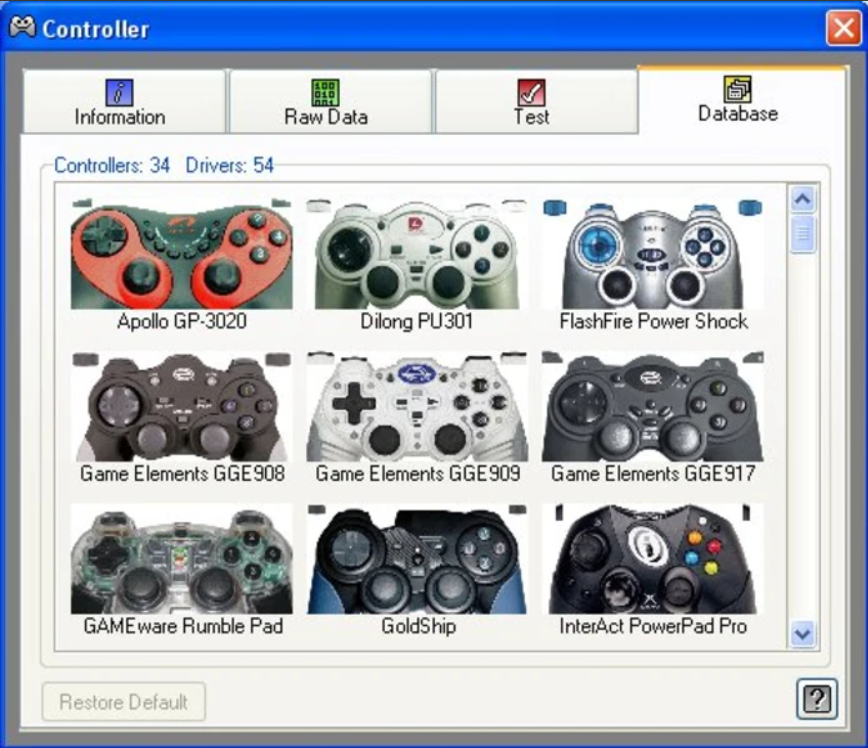 Controller
Information
Raw Data
Test
Database
Controllers: 34 Drivers: 54
Apollo GP-3020
Dilong PU301
FlashFire Power Shock
Game Elements GGE908
Game Elements GGE909
Game Elements GGE917
GAMEware Rumble Pad
GoldShip
InterAct PowerPad Pro
Restore Default
?